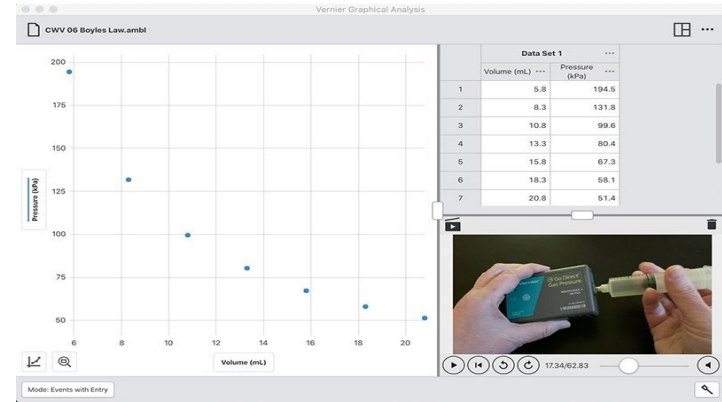 Vernier Graphical Analysis
CWV 06 Boyles Law.ambl
200
175
150
125
100
75
50
Pressure (kPa)
6 8 10 12 14 16 18 20
Volume (mL)
Mode: Events with Entry
Data Set 1
Volume (mL) Pressure (kPa)
1 5.8 194.5
2 8.3 131.8
3 10.8 99.6
4 13.3 80.4
5 15.8 67.3
6 18.3 58.1
7 20.8 51.4
Go Direct
Gas Pressure
17.34/62.83